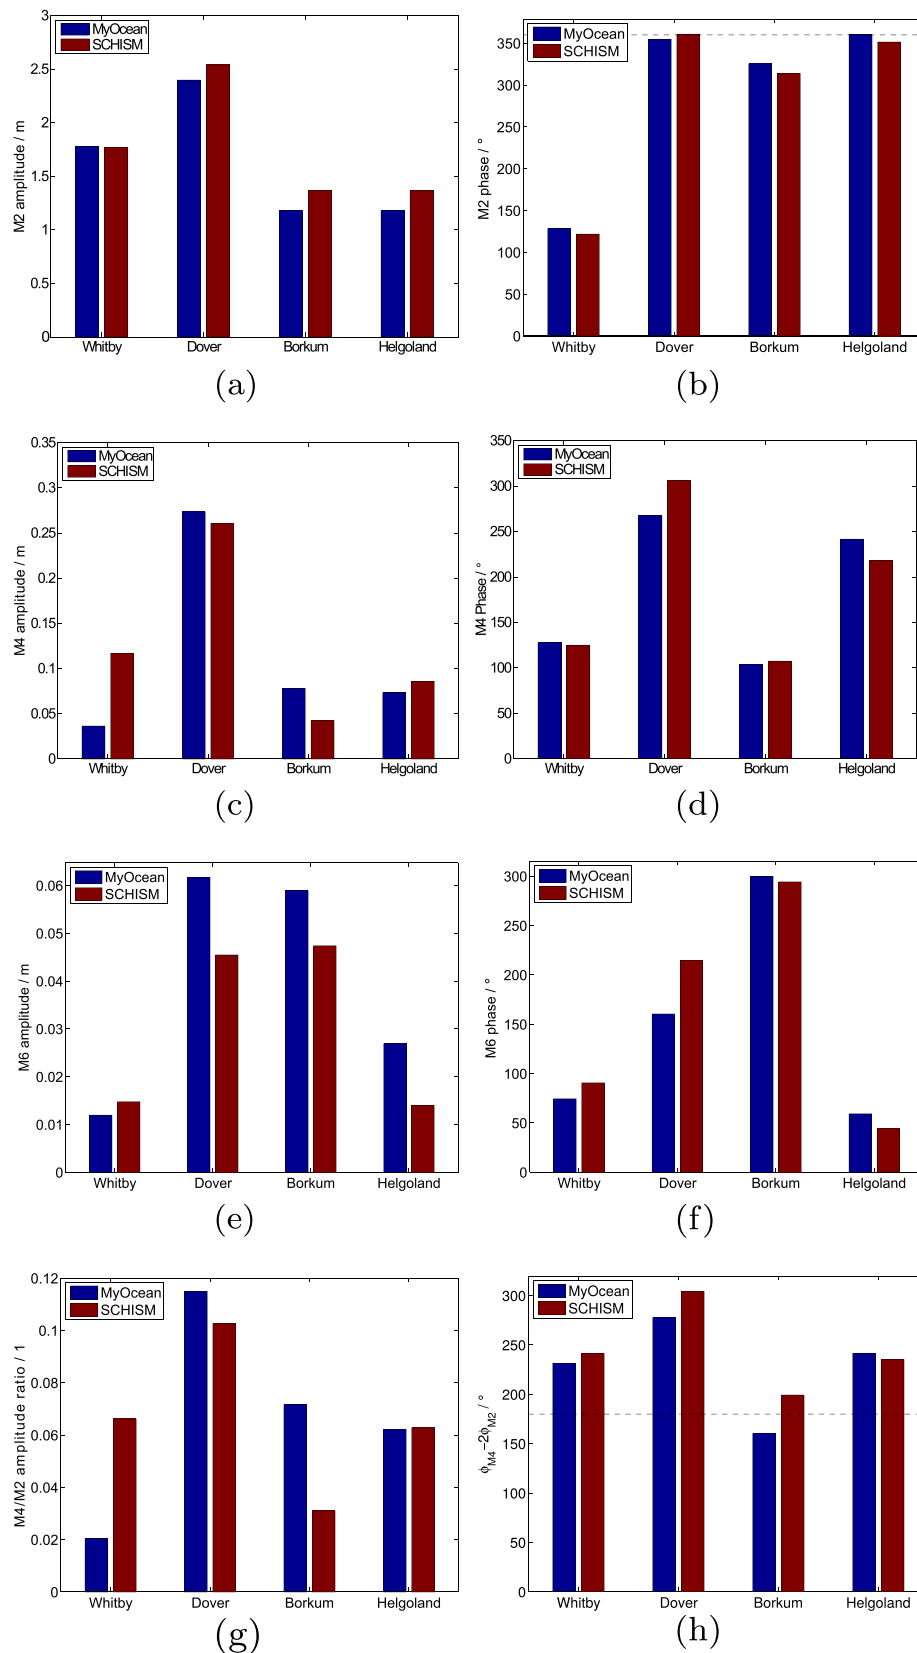 M2 amplitude / m
3
2.5
2
1.5
1
0.5
0
MyOcean
SCHISM
Whitby Dover Borkum Helgoland
(a)
M2 phase / °
350
300
250
200
150
100
50
0
MyOcean
SCHISM
Whitby Dover Borkum Helgoland
(b)
M4 amplitude / m
0.35
0.3
0.25
0.2
0.15
0.1
0.05
0
MyOcean
SCHISM
Whitby Dover Borkum Helgoland
(c)
M4 Phase / °
350
300
250
200
150
100
50
0
MyOcean
SCHISM
Whitby Dover Borkum Helgoland
(d)
M6 amplitude / m
0.06
0.05
0.04
0.03
0.02
0.01
0
MyOcean
SCHISM
Whitby Dover Borkum Helgoland
(e)
M6 phase / °
300
250
200
150
100
50
0
MyOcean
SCHISM
Whitby Dover Borkum Helgoland
(f)
M4/M2 amplitude ratio / 1
0.12
0.1
0.08
0.06
0.04
0.02
0
MyOcean
SCHISM
Whitby Dover Borkum Helgoland
(g)
ϕM4−2ϕM2 / °
300
250
200
150
100
50
0
MyOcean
SCHISM
Whitby Dover Borkum Helgoland
(h)